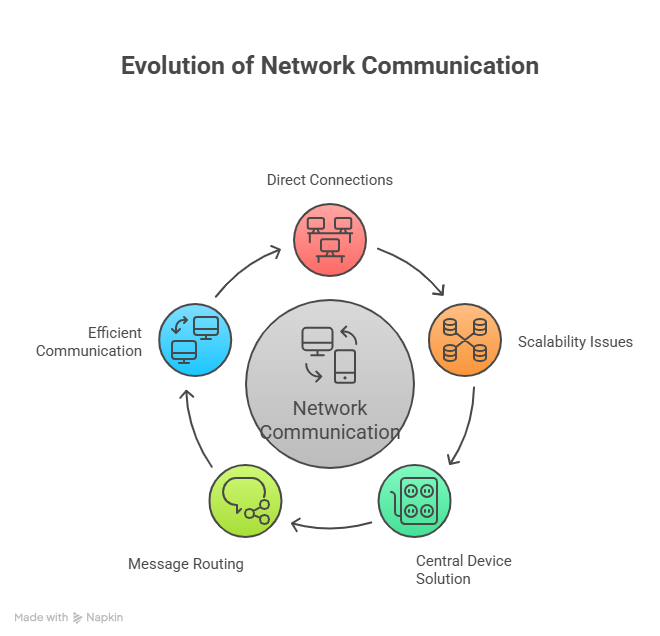 Evolution of Network Communication
Direct Connections
Efficient
Communication
Scalability Issues
Network
Communication
Message Routing
Central Device
Solution
Made with Napkin